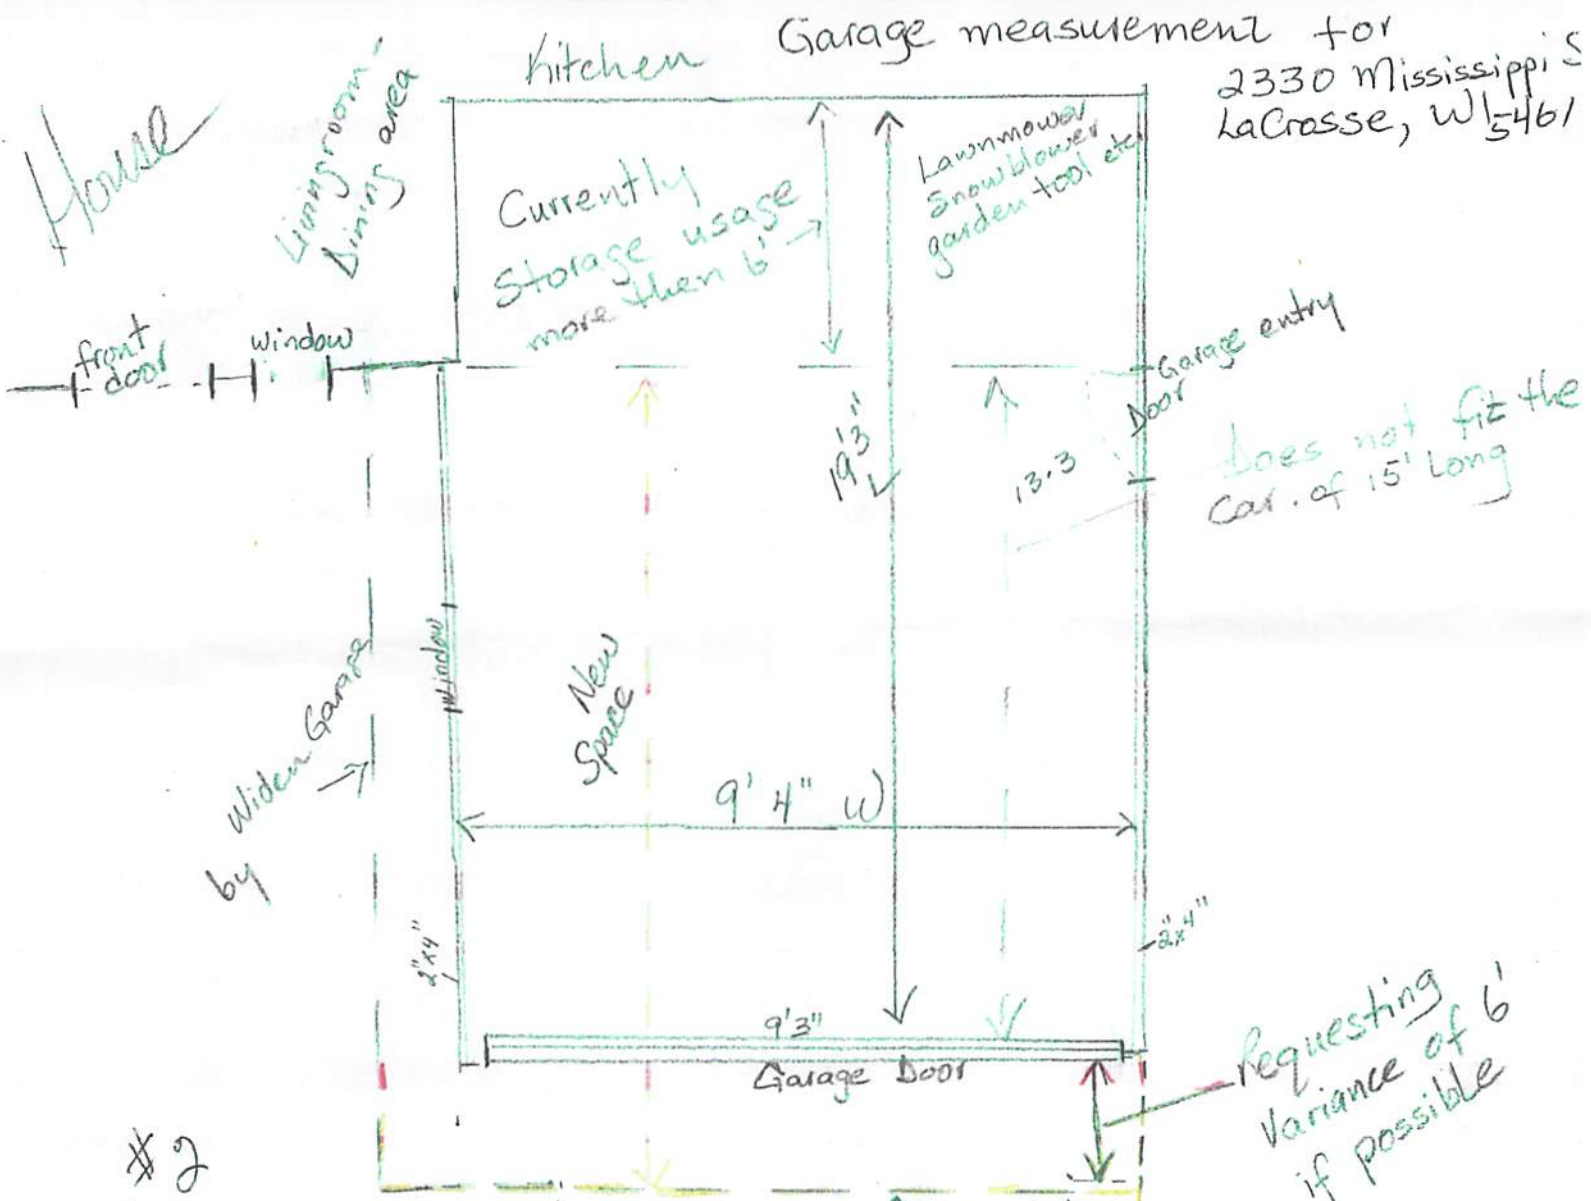 Garage measurement for
2330 Mississippi S
LaCrosse, WI 5461
Kitchen
House
Livingroom-
Dining area
Currently
Storage usage
more then 6'
Lawnmower
Snowblower
garden tool etc
front
door
window
Garage entry
Door
19'3"
13.3
Does not fit the
Car. of 15' Long
Window
New
Space
Widen Garage
by
9' 4" W
2"x4"
2"x4"
9'3"
Garage Door
Requesting
Variance of 6'
if possible
#2